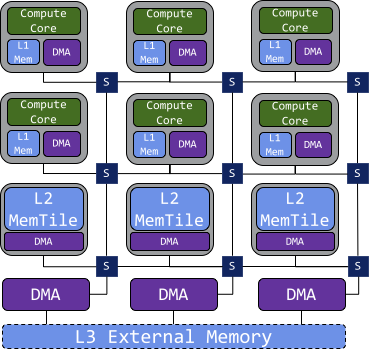 Compute Core
L1 Mem
DMA
Compute Core
L1 Mem
DMA
Compute Core
L1 Mem
DMA
S
S
S
Compute Core
L1 Mem
DMA
Compute Core
L1 Mem
DMA
Compute Core
L1 Mem
DMA
S
S
S
L2
MemTile
DMA
L2
MemTile
DMA
L2
MemTile
DMA
S
S
S
DMA
DMA
DMA
L3 External Memory